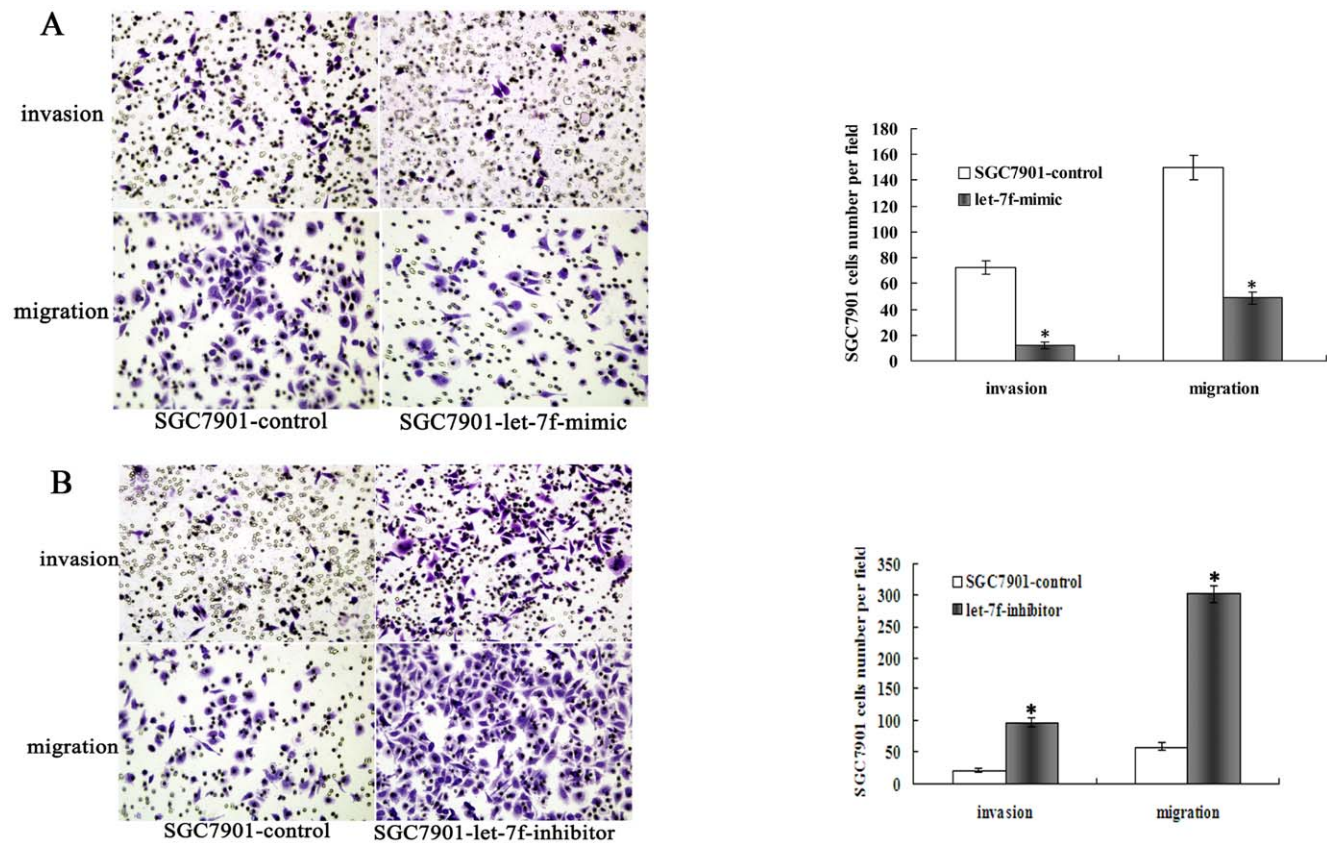 A
invasion
migration
SGC7901-control
SGC7901-let-7f-mimic
SGC7901 cells number per field
180
160
140
120
100
80
60
40
20
0
SGC7901-control
let-7f-mimic
*
*
invasion
migration
B
invasion
migration
SGC7901-control
SGC7901-let-7f-inhibitor
SGC7901 cells number per field
350
300
250
200
150
100
50
0
SGC7901-control
let-7f-inhibitor
*
*
invasion
migration